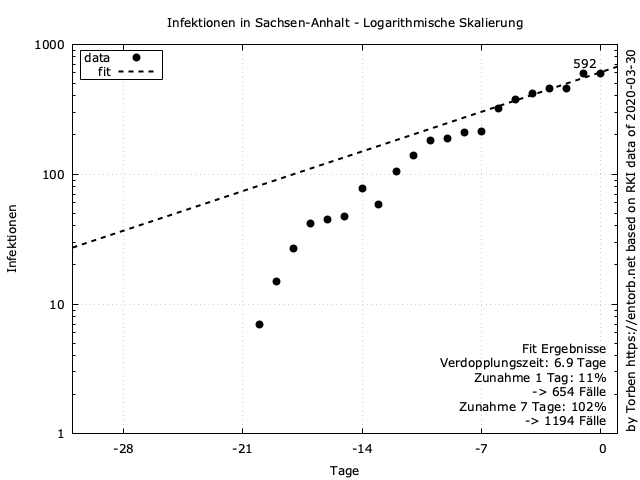 Infektionen in Sachsen-Anhalt - Logarithmische Skalierung
1000
100
10
1
Infektionen
data
fit
592
Fit Ergebnisse
Verdopplungszeit: 6.9 Tage
Zunahme 1 Tag: 11%
-> 654 Fälle
Zunahme 7 Tage: 102%
-> 1194 Fälle
-28 -21 -14 -7 0
Tage
by Torben https://entorb.net based on RKI data of 2020-03-30